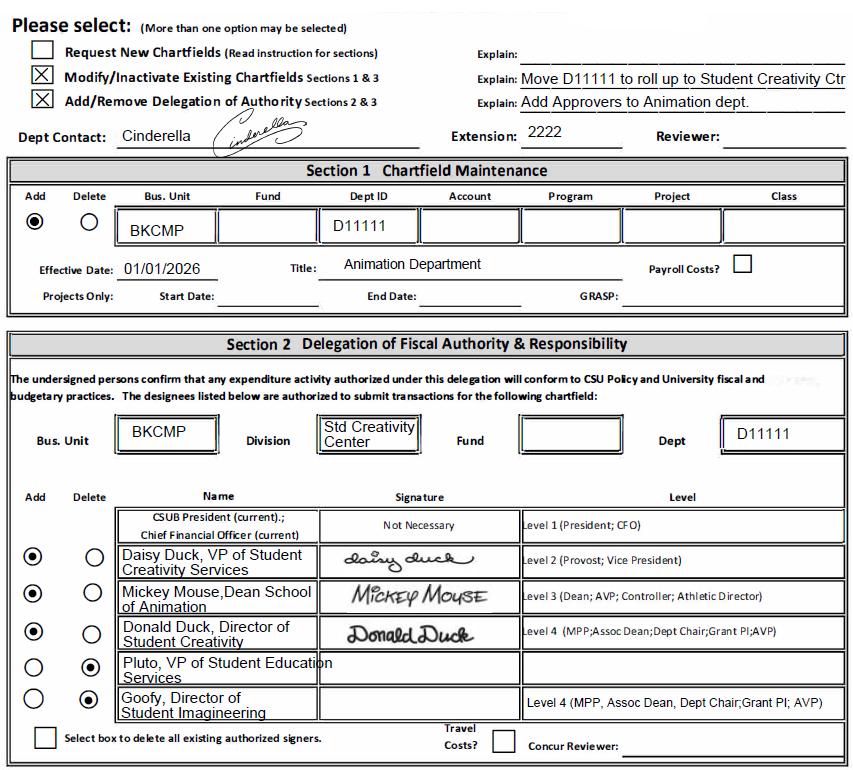 Please select: (More than one option may be selected)
Request New Chartfields (Read instruction for sections) Explain:
Modify/Inactivate Existing Chartfields Sections 1 & 3 Explain: Move D11111 to roll up to Student Creativity Ctr
Add/Remove Delegation of Authority Sections 2 & 3 Explain: Add Approvers to Animation dept.
Dept Contact: Cinderella Cinderella Extension: 2222 Reviewer:
Section 1 Chartfield Maintenance
Add Delete Bus. Unit Fund Dept ID Account Program Project Class
BKCMP D11111
Effective Date: 01/01/2026 Title: Animation Department Payroll Costs?
Projects Only: Start Date: End Date: GRASP:
Section 2 Delegation of Fiscal Authority & Responsibility
The undersigned persons confirm that any expenditure activity authorized under this delegation will conform to CSU Policy and University fiscal and
budgetary practices. The designees listed below are authorized to submit transactions for the following chartfield:
Bus. Unit BKCMP Division Std Creativity Center Fund Dept D11111
Add Delete Name Signature Level
CSUB President (current).;
Chief Financial Officer (current) Not Necessary Level 1 (President; CFO)
Daisy Duck, VP of Student
Creativity Services daisy duck Level 2 (Provost; Vice President)
Mickey Mouse,Dean School
of Animation Mickey Mouse Level 3 (Dean; AVP; Controller; Athletic Director)
Donald Duck, Director of
Student Creativity Donald Duck Level 4 (MPP;Assoc Dean;Dept Chair;Grant PI;AVP)
Pluto, VP of Student Education
Services
Goofy, Director of
Student Imagineering Level 4 (MPP, Assoc Dean, Dept Chair;Grant PI; AVP)
Select box to delete all existing authorized signers. Travel Costs? Concur Reviewer: